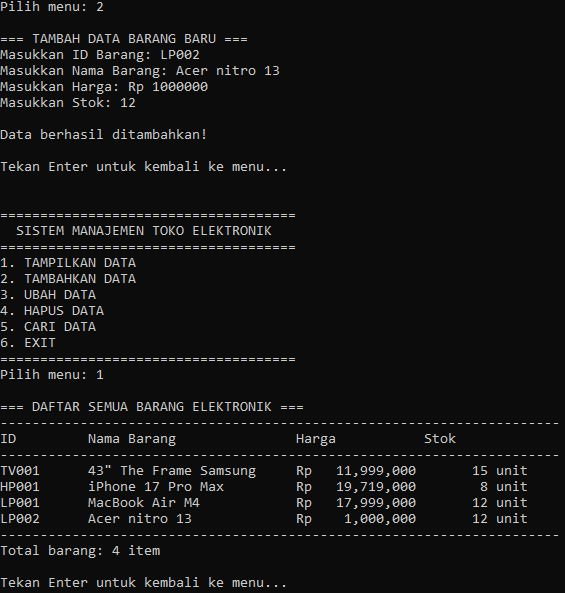 Pilih menu: 2
=== TAMBAH DATA BARANG BARU ===
Masukkan ID Barang: LP002
Masukkan Nama Barang: Acer nitro 13
Masukkan Harga: Rp 1000000
Masukkan Stok: 12
Data berhasil ditambahkan!
Tekan Enter untuk kembali ke menu...
=====================================
  SISTEM MANAJEMEN TOKO ELEKTRONIK
=====================================
1. TAMPILKAN DATA
2. TAMBAHKAN DATA
3. UBAH DATA
4. HAPUS DATA
5. CARI DATA
6. EXIT
=====================================
Pilih menu: 1
=== DAFTAR SEMUA BARANG ELEKTRONIK ===
----------------------------------------------------------------------
ID         Nama Barang               Harga           Stok
----------------------------------------------------------------------
TV001      43" The Frame Samsung     Rp   11,999,000       15 unit
HP001      iPhone 17 Pro Max         Rp   19,719,000        8 unit
LP001      MacBook Air M4            Rp   17,999,000       12 unit
LP002      Acer nitro 13             Rp    1,000,000       12 unit
----------------------------------------------------------------------
Total barang: 4 item
Tekan Enter untuk kembali ke menu...